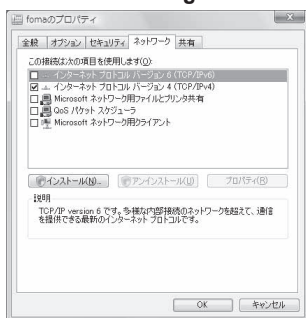 fomaのプロパティ
全般 オプション セキュリティ ネットワーク 共有
この接続は次の項目を使用します(O):
インターネット プロトコル バージョン 6 (TCP/IPv6)
インターネット プロトコル バージョン 4 (TCP/IPv4)
Microsoft ネットワーク用ファイルとプリンタ共有
QoS パケット スケジューラ
Microsoft ネットワーク用クライアント
インストール(N)... アンインストール(U) プロパティ(R)
説明
TCP/IP version 6 です。多様な内部接続のネットワークを超えて、通信
を提供できる最新のインターネット プロトコルです。
OK キャンセル